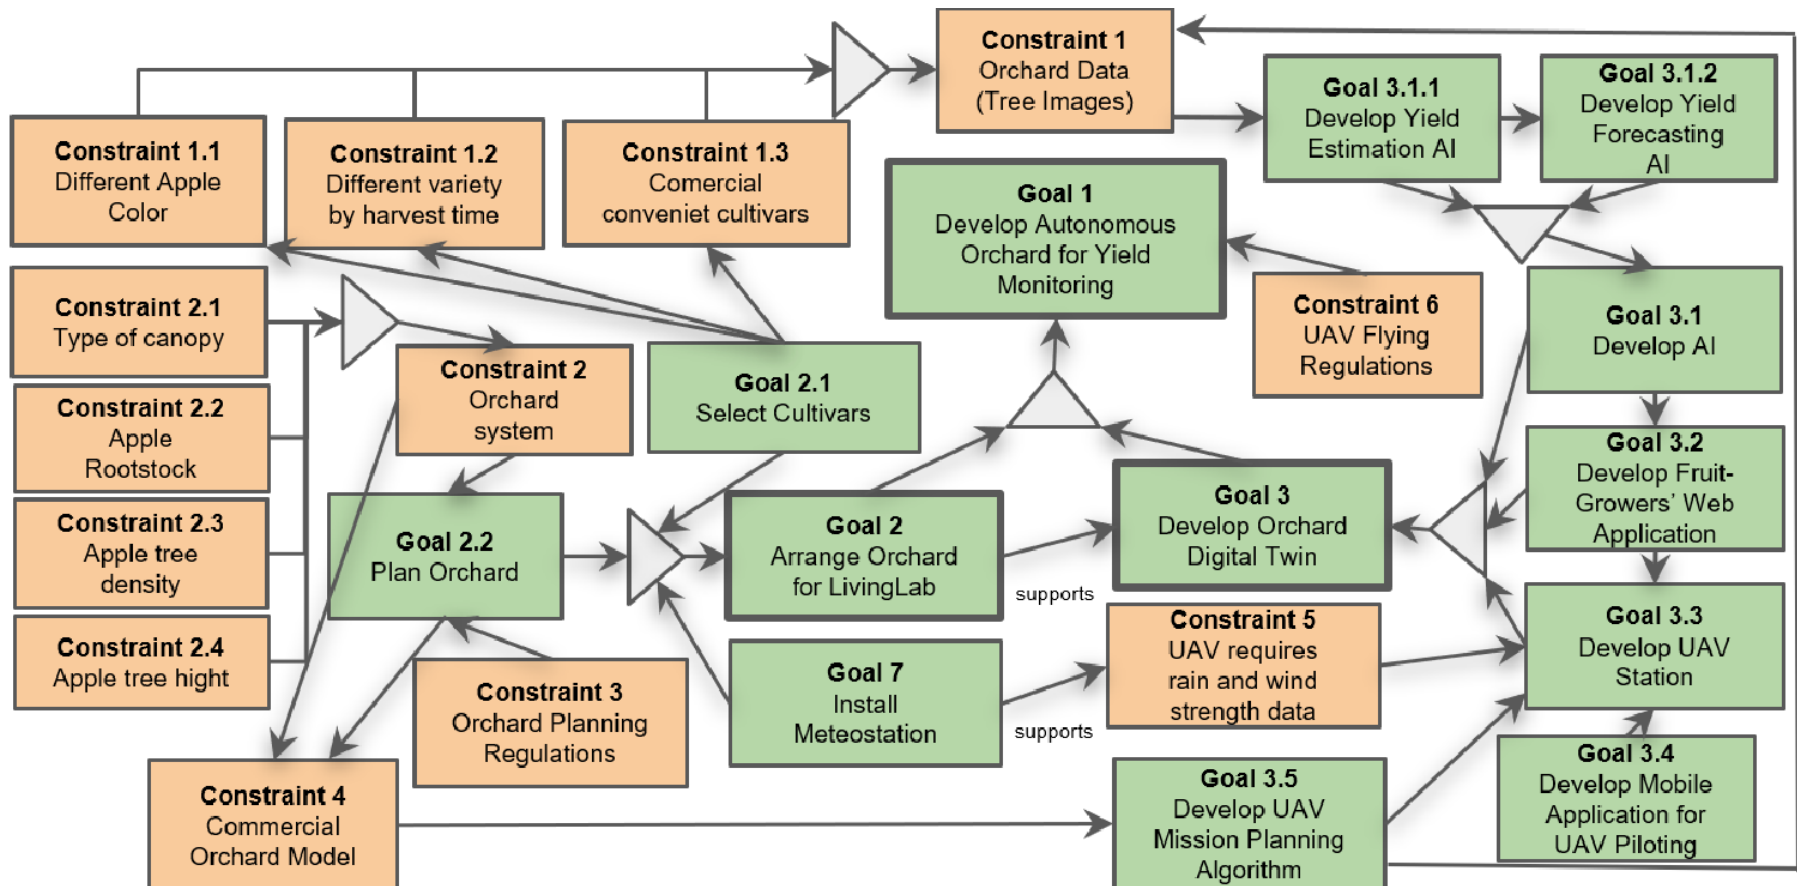 Constraint 1
Orchard Data
(Tree Images)
Goal 3.1.1
Develop Yield
Estimation AI
Goal 3.1.2
Develop Yield
Forecasting
AI
Constraint 1.1
Different Apple
Color
Constraint 1.2
Different variety
by harvest time
Constraint 1.3
Comercial
conveniet cultivars
Goal 1
Develop Autonomous
Orchard for Yield
Monitoring
Constraint 2.1
Type of canopy
Constraint 6
UAV Flying
Regulations
Goal 3.1
Develop AI
Constraint 2
Orchard
system
Goal 2.1
Select Cultivars
Constraint 2.2
Apple
Rootstock
Goal 3.2
Develop Fruit-
Growers’ Web
Application
Constraint 2.3
Apple tree
density
Goal 2.2
Plan Orchard
Goal 2
Arrange Orchard
for LivingLab
supports
Goal 3
Develop Orchard
Digital Twin
Constraint 2.4
Apple tree hight
Constraint 3
Orchard Planning
Regulations
Goal 7
Install
Meteostation
supports
Constraint 5
UAV requires
rain and wind
strength data
Goal 3.3
Develop UAV
Station
Constraint 4
Commercial
Orchard Model
Goal 3.5
Develop UAV
Mission Planning
Algorithm
Goal 3.4
Develop Mobile
Application for
UAV Piloting